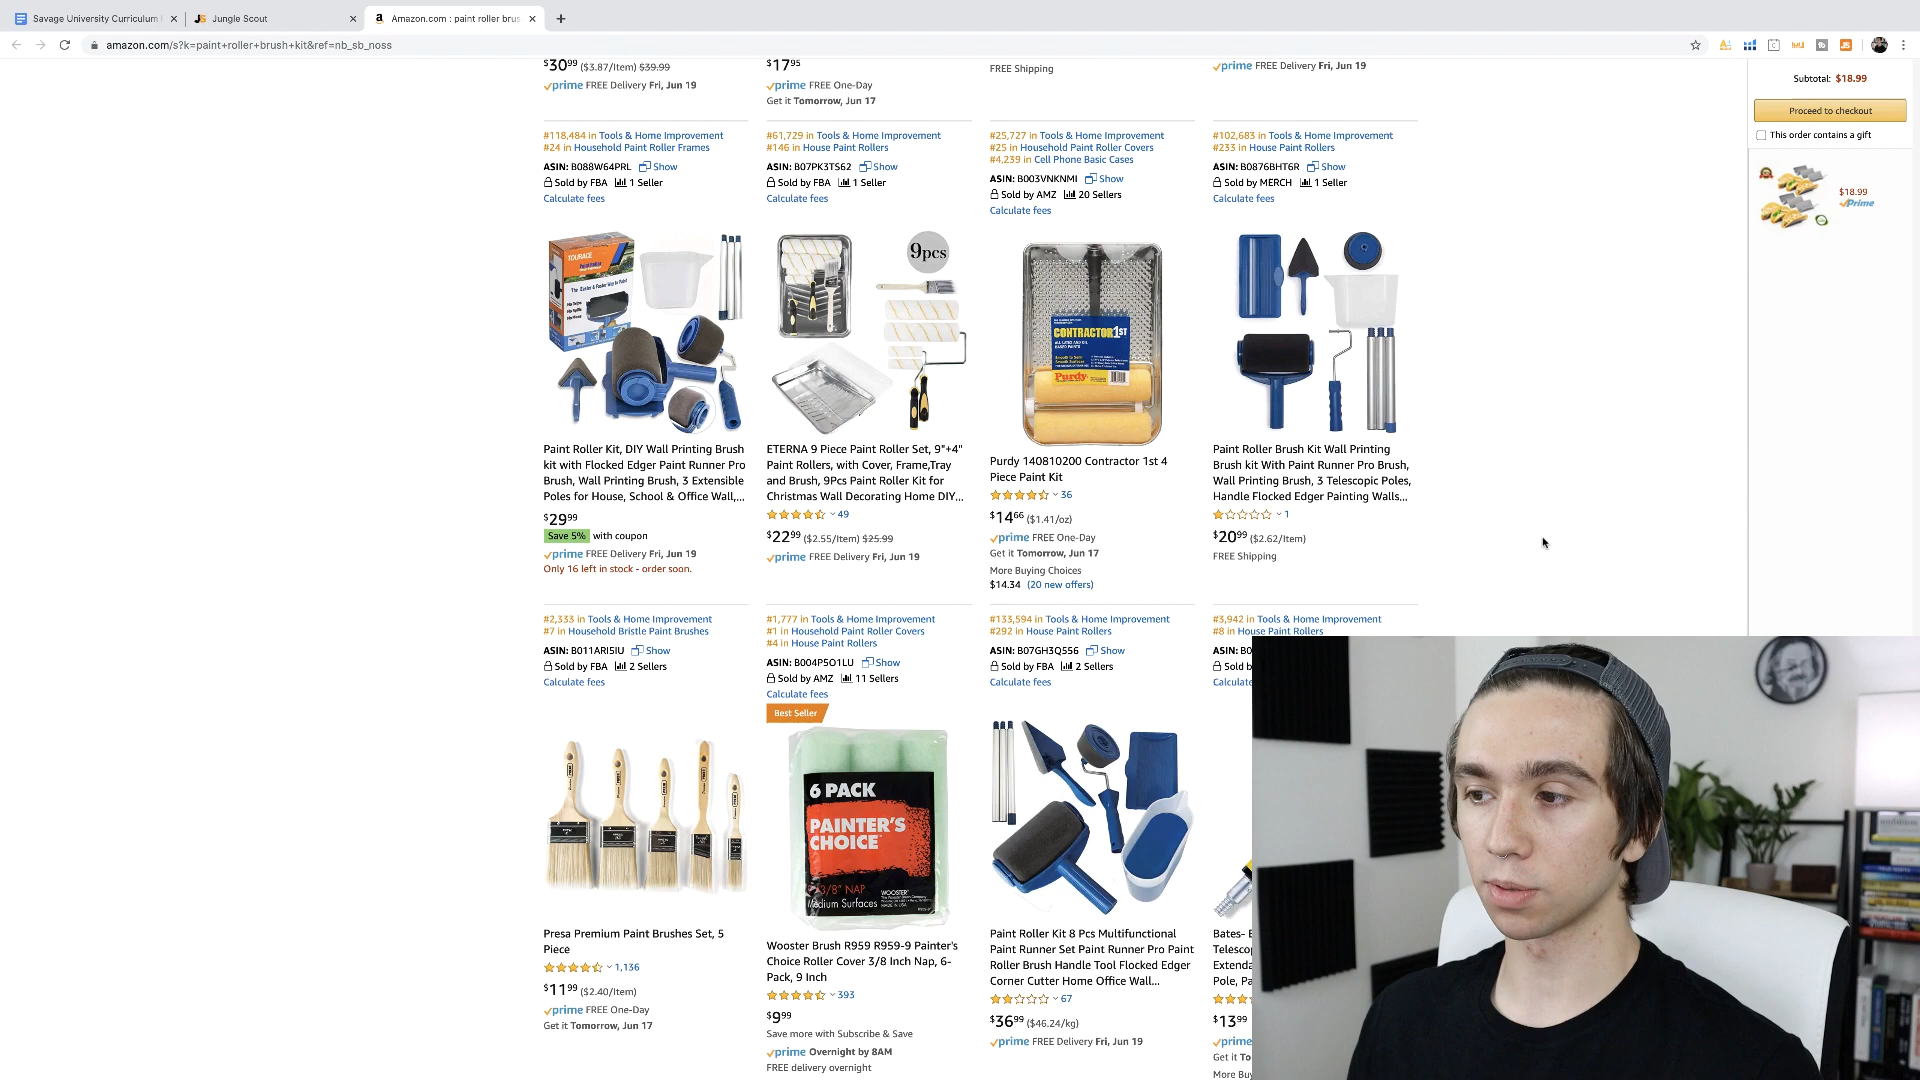 Savage University Curriculum
Jungle Scout
Amazon.com : paint roller brus
amazon.com/s?k=paint+roller+brush+kit&ref=nb_sb_noss
$30⁹⁹ ($3.87/Item) $39.99
prime FREE Delivery Fri, Jun 19
$17⁹⁵
prime FREE One-Day
Get it Tomorrow, Jun 17
FREE Shipping
prime FREE Delivery Fri, Jun 19
Subtotal: $18.99
Proceed to checkout
This order contains a gift
$18.99
Prime
#118,484 in Tools & Home Improvement
#24 in Household Paint Roller Frames
ASIN: B088W64PRL Show
Sold by FBA 1 Seller
Calculate fees
TOURACE
Paint Roller Kit, DIY Wall Printing Brush
kit with Flocked Edger Paint Runner Pro
Brush, Wall Printing Brush, 3 Extensible
Poles for House, School & Office Wall,...
$29⁹⁹
Save 5% with coupon
prime FREE Delivery Fri, Jun 19
Only 16 left in stock - order soon.
#61,729 in Tools & Home Improvement
#146 in House Paint Rollers
ASIN: B07PK3TS62 Show
Sold by FBA 1 Seller
Calculate fees
9pcs
ETERNA 9 Piece Paint Roller Set, 9"+4"
Paint Rollers, with Cover, Frame,Tray
and Brush, 9Pcs Paint Roller Kit for
Christmas Wall Decorating Home DIY...
49
$22⁹⁹ ($2.55/Item) $25.99
prime FREE Delivery Fri, Jun 19
#25,727 in Tools & Home Improvement
#25 in Household Paint Roller Covers
#4,239 in Cell Phone Basic Cases
ASIN: B003VNKNMI Show
Sold by AMZ 20 Sellers
Calculate fees
CONTRACTOR 1ST
Purdy
Purdy 140810200 Contractor 1st 4
Piece Paint Kit
36
$14⁶⁶ ($1.41/oz)
prime FREE One-Day
Get it Tomorrow, Jun 17
More Buying Choices
$14.34 (20 new offers)
#102,683 in Tools & Home Improvement
#233 in House Paint Rollers
ASIN: B0876BHT6R Show
Sold by MERCH 1 Seller
Calculate fees
Paint Roller Brush Kit Wall Printing
Brush kit With Paint Runner Pro Brush,
Wall Printing Brush, 3 Telescopic Poles,
Handle Flocked Edger Painting Walls...
1
$20⁹⁹ ($2.62/Item)
FREE Shipping
#2,333 in Tools & Home Improvement
#7 in Household Bristle Paint Brushes
ASIN: B011ARI5IU Show
Sold by FBA 2 Sellers
Calculate fees
Presa Premium Paint Brushes Set, 5
Piece
1,136
$11⁹⁹ ($2.40/Item)
prime FREE One-Day
Get it Tomorrow, Jun 17
#1,777 in Tools & Home Improvement
#1 in Household Paint Roller Covers
#4 in House Paint Rollers
ASIN: B004P5O1LU Show
Sold by AMZ 11 Sellers
Calculate fees
Best Seller
6 PACK
PAINTER'S
CHOICE
3/8" NAP
Medium Surfaces
WOOSTER
Wooster Brush R959 R959-9 Painter's
Choice Roller Cover 3/8 Inch Nap, 6-
Pack, 9 Inch
393
$9⁹⁹
Save more with Subscribe & Save
prime Overnight by 8AM
FREE delivery overnight
#133,594 in Tools & Home Improvement
#292 in House Paint Rollers
ASIN: B07GH3Q556 Show
Sold by FBA 2 Sellers
Calculate fees
Paint Roller Kit 8 Pcs Multifunctional
Paint Runner Set Paint Runner Pro Paint
Roller Brush Handle Tool Flocked Edger
Corner Cutter Home Office Wall...
67
$36⁹⁹ ($46.24/kg)
prime FREE Delivery Fri, Jun 19
#3,942 in Tools & Home Improvement
#8 in House Paint Rollers
ASIN: B0
Sold b
Calculate
Bates- 
Telescop
Extenda
Pole, Pa
$13⁹⁹
prime
Get it To
More Buy